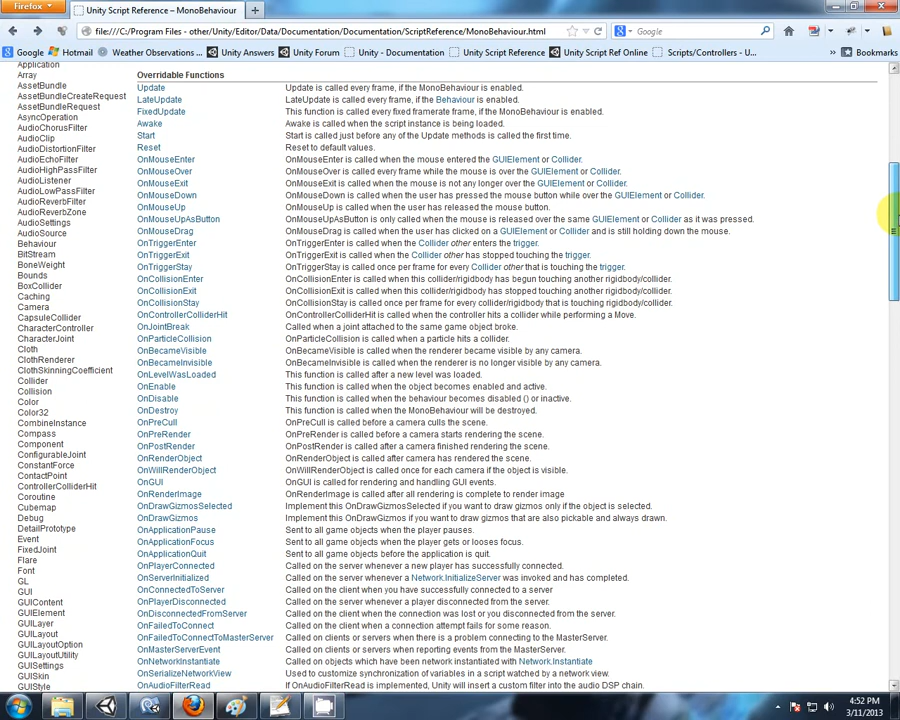 Firefox
Unity Script Reference – MonoBehaviour
file:///C:/Program Files - other/Unity/Editor/Data/Documentation/Documentation/ScriptReference/MonoBehaviour.html
Google
Google Hotmail Weather Observations ... Unity Answers Unity Forum Unity - Documentation Unity Script Reference Unity Script Ref Online Scripts/Controllers - U... » Bookmarks
Application
Array
AssetBundle
AssetBundleCreateRequest
AssetBundleRequest
AsyncOperation
AudioChorusFilter
AudioClip
AudioDistortionFilter
AudioEchoFilter
AudioHighPassFilter
AudioListener
AudioLowPassFilter
AudioReverbFilter
AudioReverbZone
AudioSettings
AudioSource
Behaviour
BitStream
BoneWeight
Bounds
BoxCollider
Caching
Camera
CapsuleCollider
CharacterController
CharacterJoint
Cloth
ClothRenderer
ClothSkinningCoefficient
Collider
Collision
Color
Color32
CombineInstance
Compass
Component
ConfigurableJoint
ConstantForce
ContactPoint
ControllerColliderHit
Coroutine
Cubemap
Debug
DetailPrototype
Event
FixedJoint
Flare
Font
GL
GUI
GUIContent
GUIElement
GUILayer
GUILayout
GUILayoutOption
GUILayoutUtility
GUISettings
GUISkin
GUIStyle
Overridable Functions
Update Update is called every frame, if the MonoBehaviour is enabled.
LateUpdate LateUpdate is called every frame, if the Behaviour is enabled.
FixedUpdate This function is called every fixed framerate frame, if the MonoBehaviour is enabled.
Awake Awake is called when the script instance is being loaded.
Start Start is called just before any of the Update methods is called the first time.
Reset Reset to default values.
OnMouseEnter OnMouseEnter is called when the mouse entered the GUIElement or Collider.
OnMouseOver OnMouseOver is called every frame while the mouse is over the GUIElement or Collider.
OnMouseExit OnMouseExit is called when the mouse is not any longer over the GUIElement or Collider.
OnMouseDown OnMouseDown is called when the user has pressed the mouse button while over the GUIElement or Collider.
OnMouseUp OnMouseUp is called when the user has released the mouse button.
OnMouseUpAsButton OnMouseUpAsButton is only called when the mouse is released over the same GUIElement or Collider as it was pressed.
OnMouseDrag OnMouseDrag is called when the user has clicked on a GUIElement or Collider and is still holding down the mouse.
OnTriggerEnter OnTriggerEnter is called when the Collider other enters the trigger.
OnTriggerExit OnTriggerExit is called when the Collider other has stopped touching the trigger.
OnTriggerStay OnTriggerStay is called once per frame for every Collider other that is touching the trigger.
OnCollisionEnter OnCollisionEnter is called when this collider/rigidbody has begun touching another rigidbody/collider.
OnCollisionExit OnCollisionExit is called when this collider/rigidbody has stopped touching another rigidbody/collider.
OnCollisionStay OnCollisionStay is called once per frame for every collider/rigidbody that is touching rigidbody/collider.
OnControllerColliderHit OnControllerColliderHit is called when the controller hits a collider while performing a Move.
OnJointBreak Called when a joint attached to the same game object broke.
OnParticleCollision OnParticleCollision is called when a particle hits a collider.
OnBecameVisible OnBecameVisible is called when the renderer became visible by any camera.
OnBecameInvisible OnBecameInvisible is called when the renderer is no longer visible by any camera.
OnLevelWasLoaded This function is called after a new level was loaded.
OnEnable This function is called when the object becomes enabled and active.
OnDisable This function is called when the behaviour becomes disabled () or inactive.
OnDestroy This function is called when the MonoBehaviour will be destroyed.
OnPreCull OnPreCull is called before a camera culls the scene.
OnPreRender OnPreRender is called before a camera starts rendering the scene.
OnPostRender OnPostRender is called after a camera finished rendering the scene.
OnRenderObject OnRenderObject is called after camera has rendered the scene.
OnWillRenderObject OnWillRenderObject is called once for each camera if the object is visible.
OnGUI OnGUI is called for rendering and handling GUI events.
OnRenderImage OnRenderImage is called after all rendering is complete to render image
OnDrawGizmosSelected Implement this OnDrawGizmosSelected if you want to draw gizmos only if the object is selected.
OnDrawGizmos Implement this OnDrawGizmos if you want to draw gizmos that are also pickable and always drawn.
OnApplicationPause Sent to all game objects when the player pauses.
OnApplicationFocus Sent to all game objects when the player gets or looses focus.
OnApplicationQuit Sent to all game objects before the application is quit.
OnPlayerConnected Called on the server whenever a new player has successfully connected.
OnServerInitialized Called on the server whenever a Network.InitializeServer was invoked and has completed.
OnConnectedToServer Called on the client when you have successfully connected to a server
OnPlayerDisconnected Called on the server whenever a player disconnected from the server.
OnDisconnectedFromServer Called on the client when the connection was lost or you disconnected from the server.
OnFailedToConnect Called on the client when a connection attempt fails for some reason.
OnFailedToConnectToMasterServer Called on clients or servers when there is a problem connecting to the MasterServer.
OnMasterServerEvent Called on clients or servers when reporting events from the MasterServer.
OnNetworkInstantiate Called on objects which have been network instantiated with Network.Instantiate
OnSerializeNetworkView Used to customize synchronization of variables in a script watched by a network view.
OnAudioFilterRead If OnAudioFilterRead is implemented, Unity will insert a custom filter into the audio DSP chain.
4:52 PM
3/11/2013